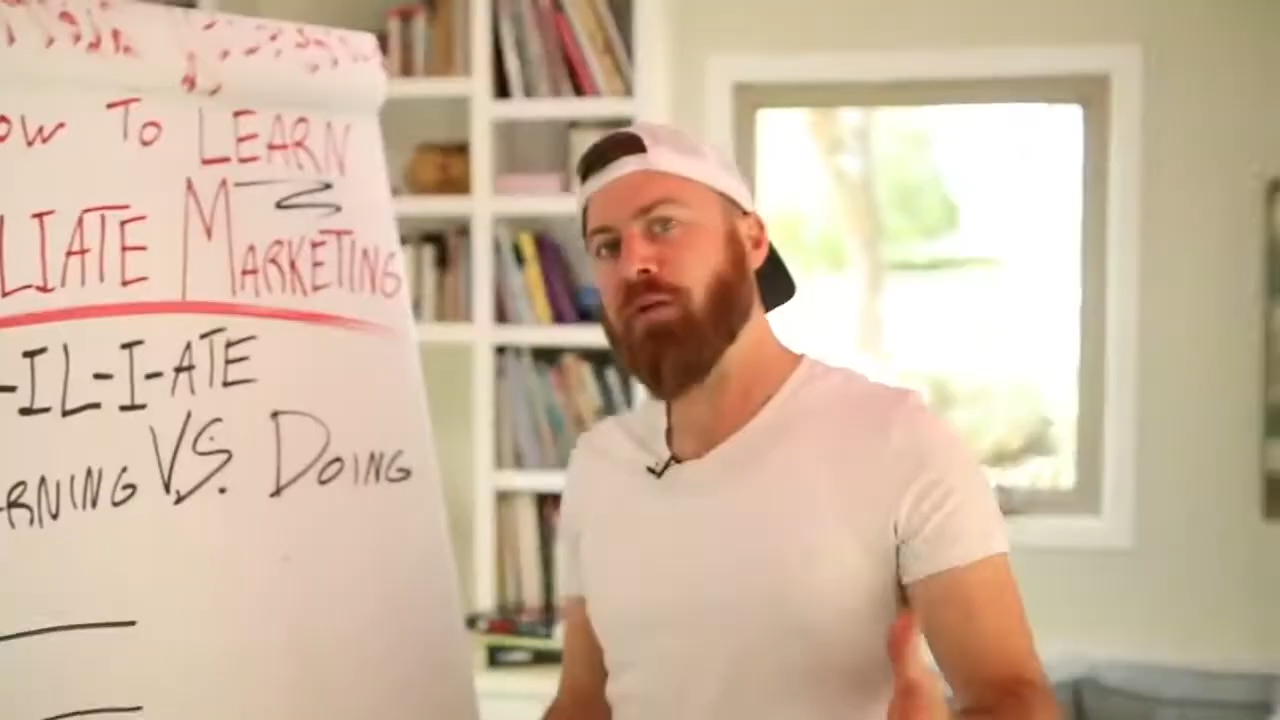 OW TO LEARN
LIATE MARKETING
-IL-I-ATE
RNING VS. DOING